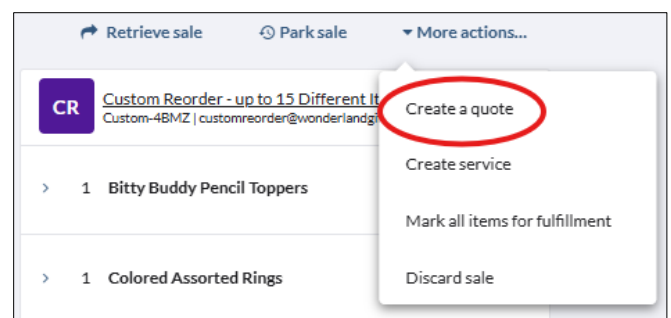 Retrieve sale Park sale More actions...
CR Custom Reorder - up to 15 Different It
Custom-4BMZ | customreorder@wonderlandgi
Create a quote
Create service
1 Bitty Buddy Pencil Toppers
Mark all items for fulfillment
1 Colored Assorted Rings Discard sale